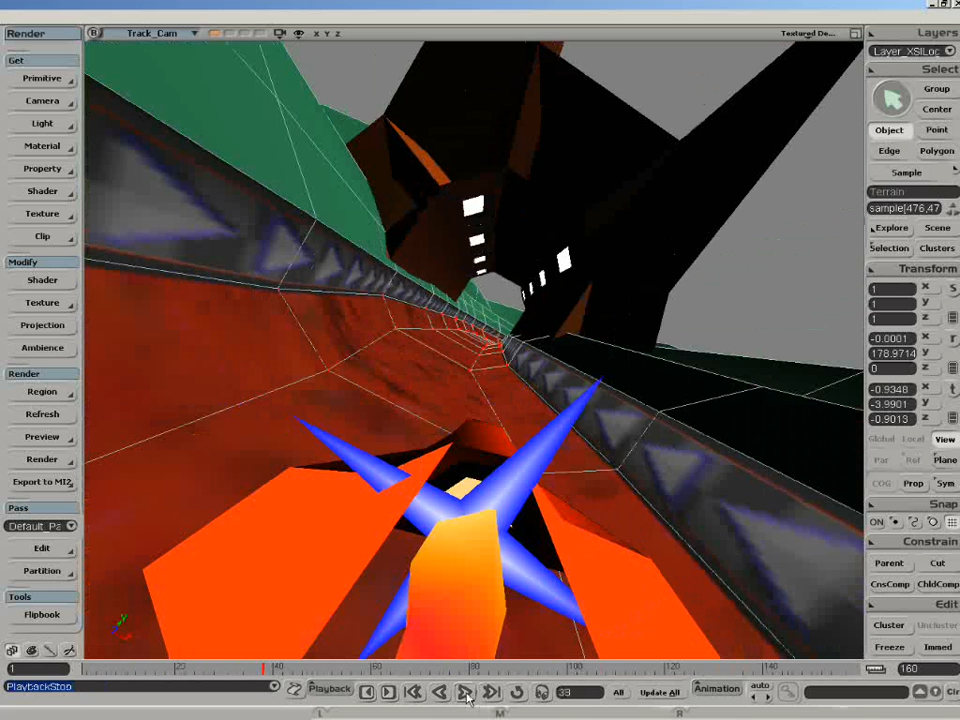 Render
B Track_Cam X Y Z Textured De...
Layers
Layer_XSILoc
Get
Primitive
Camera
Light
Material
Property
Shader
Texture
Clip
Modify
Shader
Texture
Projection
Ambience
Render
Region
Refresh
Preview
Render
Export to MI2
Pass
Default_Pa
Edit
Partition
Tools
Flipbook
Select
Group
Center
Object Point
Edge Polygon
Sample
Terrain
sample[476,47
Explore Scene
Selection Clusters
Transform
1 x S
1 y
1 z
-0.0001 x r
178.9714 y
0 z
-0.9348 x t
-3.9901 y
-0.9013 z
Global Local View
Par Ref Plane
COG Prop Sym
Snap
ON
Constrain
Parent Cut
CnsComp ChldComp
Edit
Cluster Uncluster
Freeze Immed
1 20 40 60 80 100 120 140 160
PlaybackStop Playback 39 All Update All Animation auto
L M R